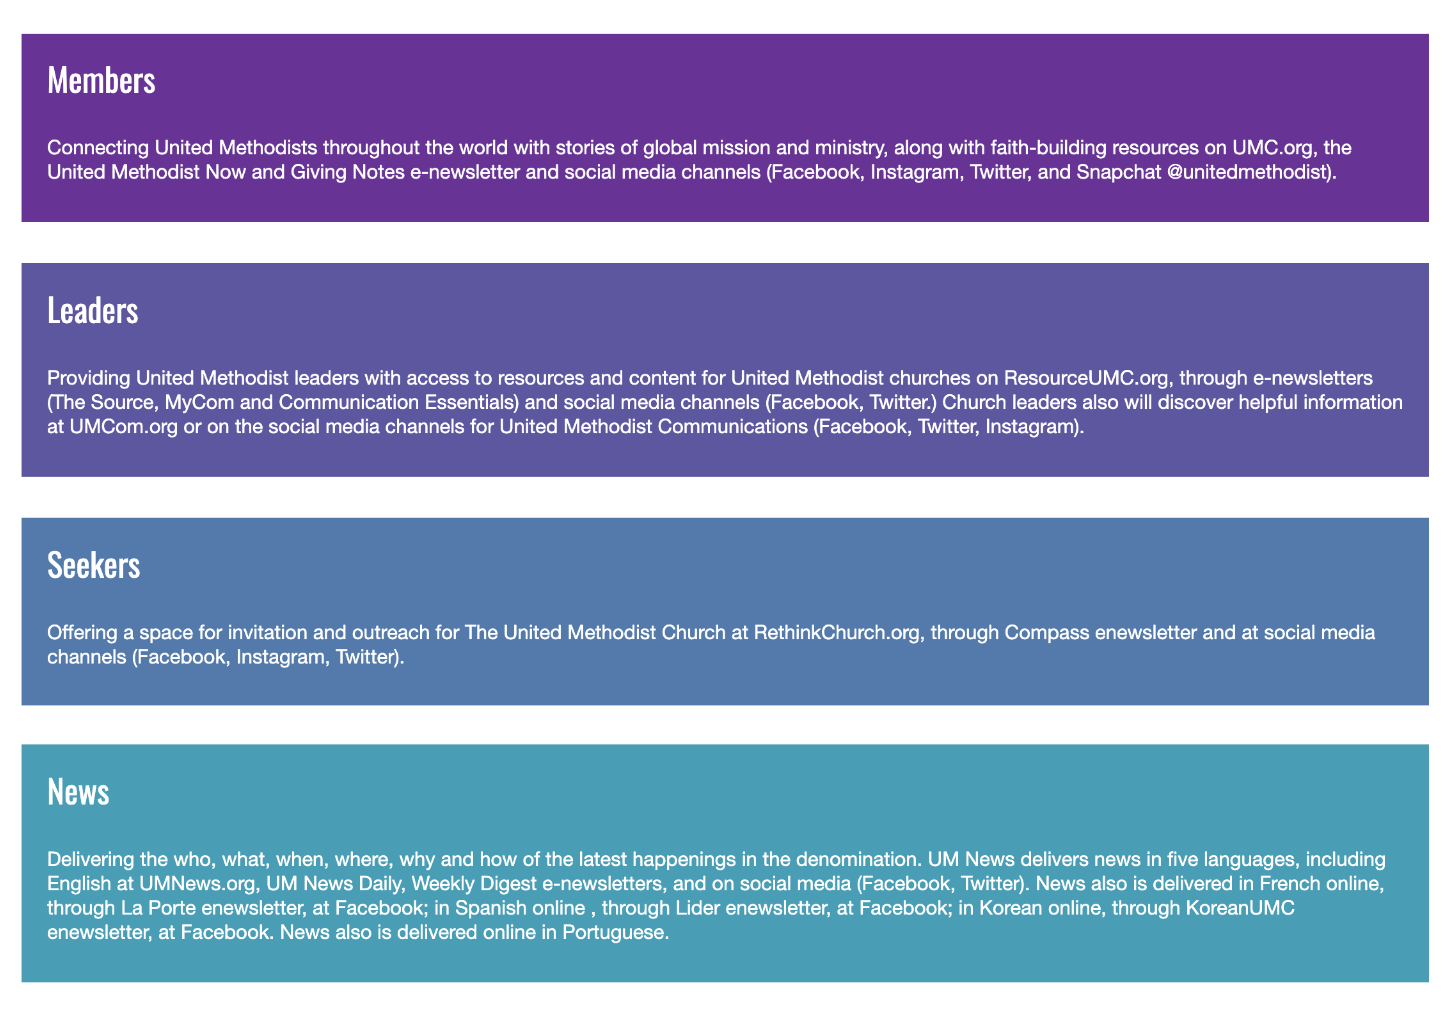 Members
Connecting United Methodists throughout the world with stories of global mission and ministry, along with faith-building resources on UMC.org, the
United Methodist Now and Giving Notes e-newsletter and social media channels (Facebook, Instagram, Twitter, and Snapchat @unitedmethodist).
Leaders
Providing United Methodist leaders with access to resources and content for United Methodist churches on ResourceUMC.org, through e-newsletters
(The Source, MyCom and Communication Essentials) and social media channels (Facebook, Twitter.) Church leaders also will discover helpful information
at UMCom.org or on the social media channels for United Methodist Communications (Facebook, Twitter, Instagram).
Seekers
Offering a space for invitation and outreach for The United Methodist Church at RethinkChurch.org, through Compass enewsletter and at social media
channels (Facebook, Instagram, Twitter).
News
Delivering the who, what, when, where, why and how of the latest happenings in the denomination. UM News delivers news in five languages, including
English at UMNews.org, UM News Daily, Weekly Digest e-newsletters, and on social media (Facebook, Twitter). News also is delivered in French online,
through La Porte enewsletter, at Facebook; in Spanish online , through Lider enewsletter, at Facebook; in Korean online, through KoreanUMC
enewsletter, at Facebook. News also is delivered online in Portuguese.